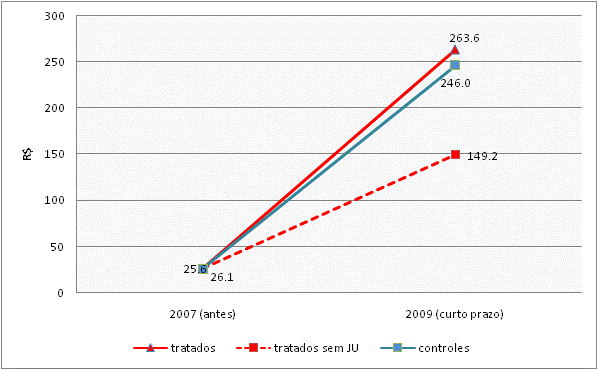 300
263.6
250
246.0
200
R$
150
149.2
100
50
25.6
26.1
0
2007 (antes)
2009 (curto prazo)
tratados
tratados sem JU
controles